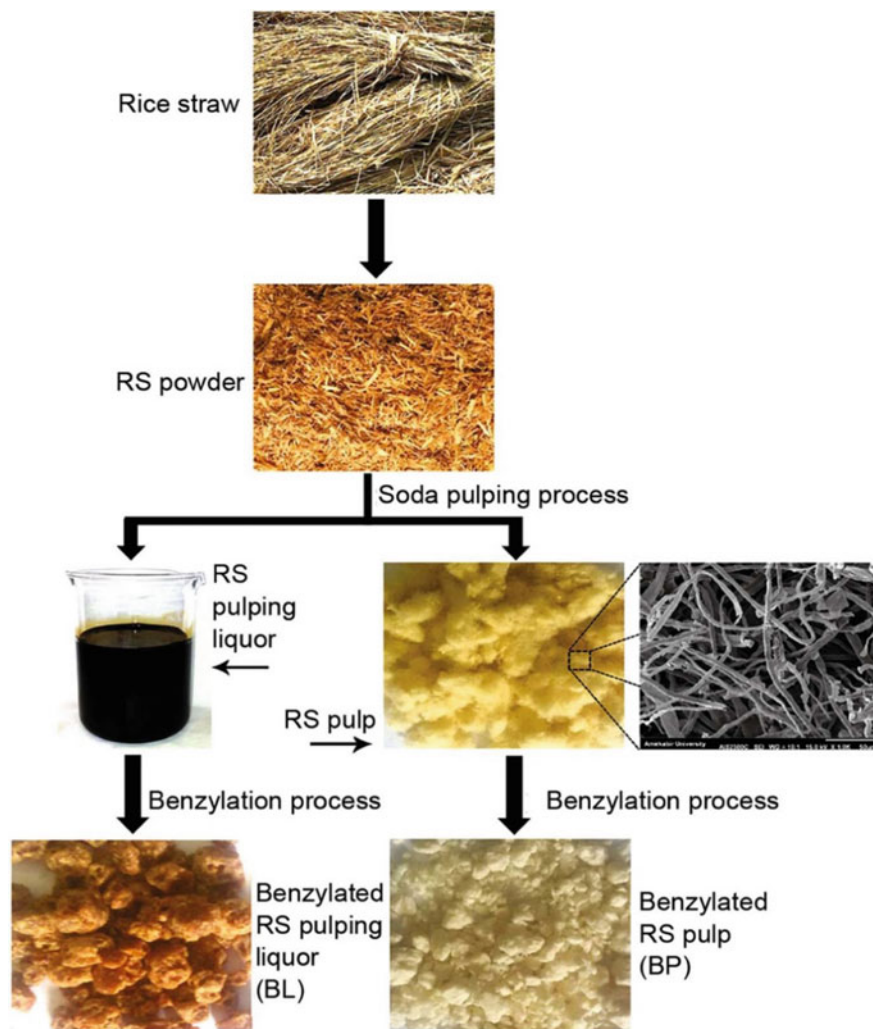 Rice straw
RS powder
Soda pulping process
RS
pulping
liquor
RS pulp
Benzylation process
Benzylation process
Benzylated
RS pulping
liquor
(BL)
Benzylated
RS pulp
(BP)